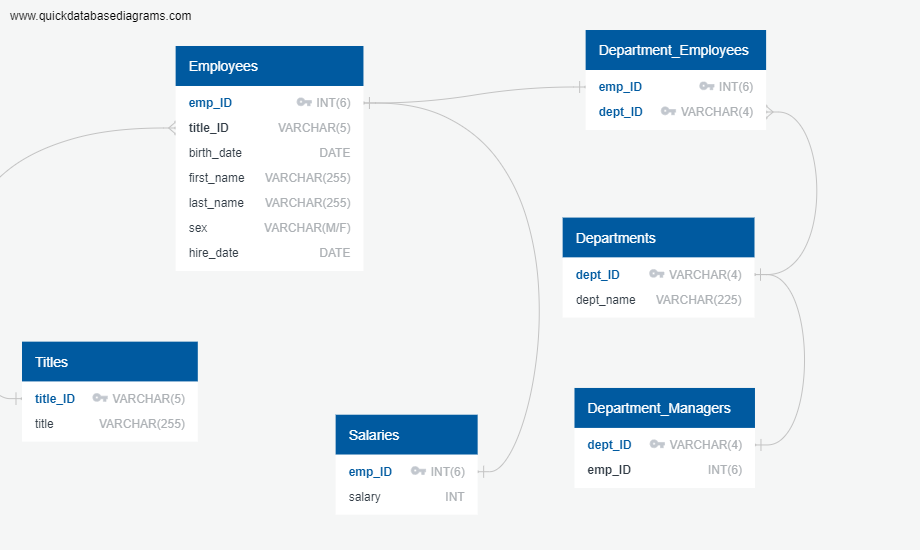 www.quickdatabasediagrams.com
Employees
emp_ID INT(6)
title_ID VARCHAR(5)
birth_date DATE
first_name VARCHAR(255)
last_name VARCHAR(255)
sex VARCHAR(M/F)
hire_date DATE
Department_Employees
emp_ID INT(6)
dept_ID VARCHAR(4)
Departments
dept_ID VARCHAR(4)
dept_name VARCHAR(225)
Titles
title_ID VARCHAR(5)
title VARCHAR(255)
Salaries
emp_ID INT(6)
salary INT
Department_Managers
dept_ID VARCHAR(4)
emp_ID INT(6)